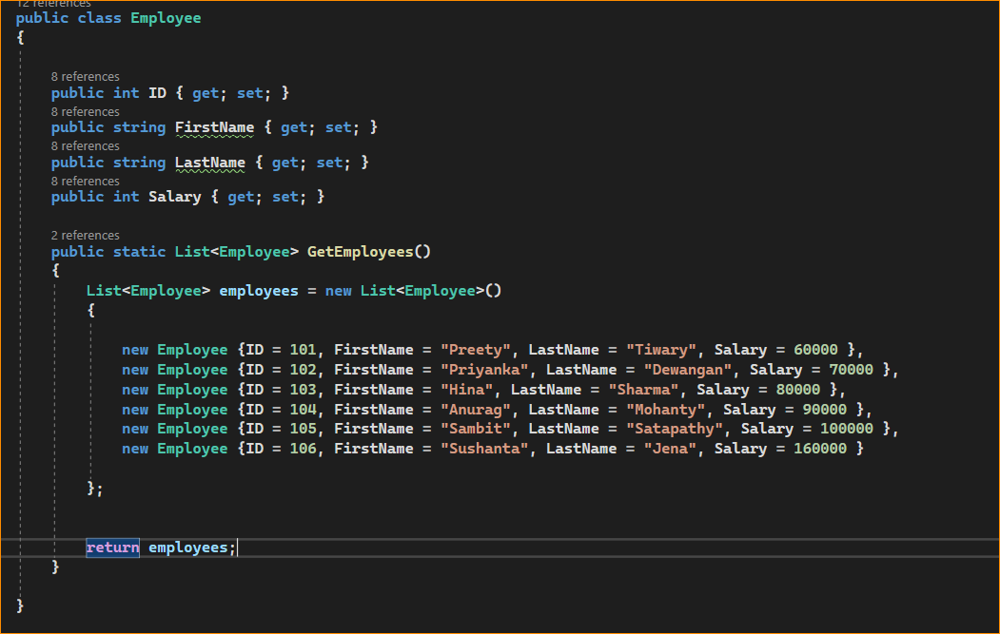 12 references
public class Employee
{
8 references
public int ID { get; set; }
8 references
public string FirstName { get; set; }
8 references
public string LastName { get; set; }
8 references
public int Salary { get; set; }
2 references
public static List<Employee> GetEmployees()
{
List<Employee> employees = new List<Employee>()
{
new Employee {ID = 101, FirstName = "Preety", LastName = "Tiwary", Salary = 60000 },
new Employee {ID = 102, FirstName = "Priyanka", LastName = "Dewangan", Salary = 70000 },
new Employee {ID = 103, FirstName = "Hina", LastName = "Sharma", Salary = 80000 },
new Employee {ID = 104, FirstName = "Anurag", LastName = "Mohanty", Salary = 90000 },
new Employee {ID = 105, FirstName = "Sambit", LastName = "Satapathy", Salary = 100000 },
new Employee {ID = 106, FirstName = "Sushanta", LastName = "Jena", Salary = 160000 }
};
return employees;
}
}